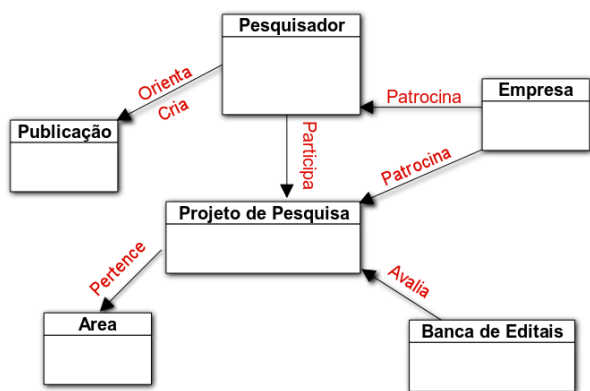 Pesquisador
Orienta
Cria
Patrocina
Empresa
Publicação
Participa
Patrocina
Projeto de Pesquisa
Pertence
Avalia
Area
Banca de Editais